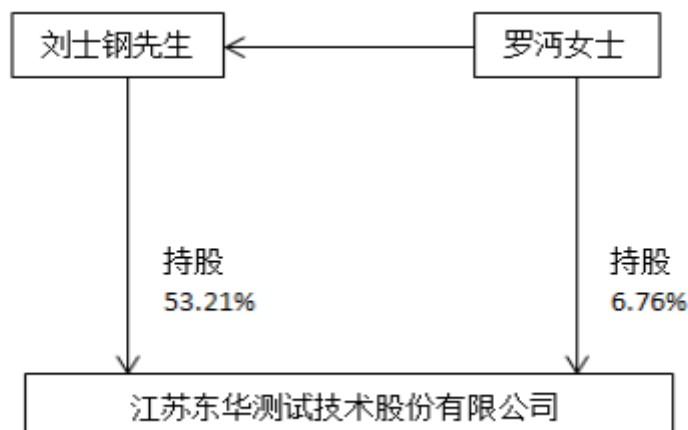 刘士钢先生
罗沔女士
持股
53.21%
持股
6.76%
江苏东华测试技术股份有限公司